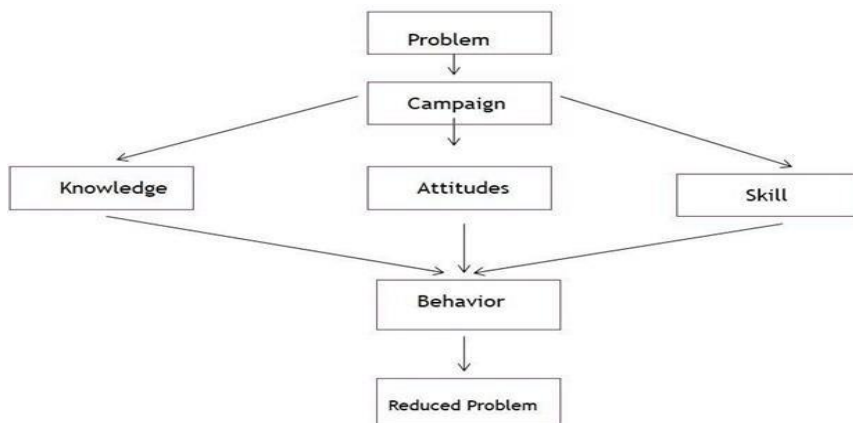 Problem
Campaign
Knowledge
Attitudes
Skill
Behavior
Reduced Problem